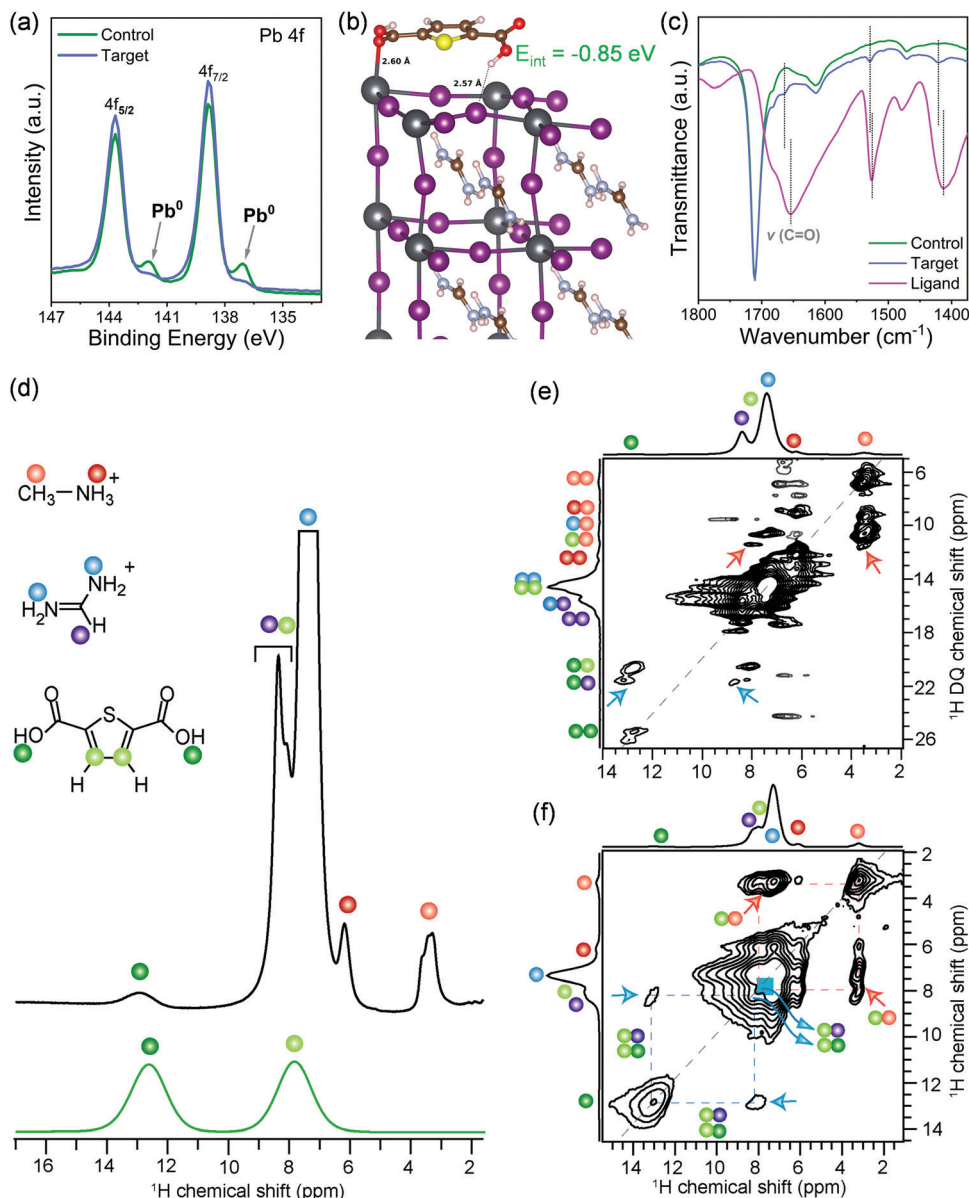 (a)
Control
Target
Pb 4f
4f5/2
4f7/2
Pb0
Pb0
Intensity (a.u.)
147 144 141 138 135
Binding Energy (eV)
(b)
Eint = -0.85 eV
2.60 Å
2.57 Å
(c)
Transmittance (a.u.)
ν (C=O)
Control
Target
Ligand
1800 1700 1600 1500 1400
Wavenumber (cm-1)
(d)
CH3 NH3+
NH2 +
H2N H
O S O
HO OH
H H
16 14 12 10 8 6 4 2
1H chemical shift (ppm)
(e)
6
10
14
18
22
26
1H DQ chemical shift (ppm)
14 12 10 8 6 4 2
(f)
2
4
6
8
10
12
14
1H chemical shift (ppm)
14 12 10 8 6 4 2
1H chemical shift (ppm)